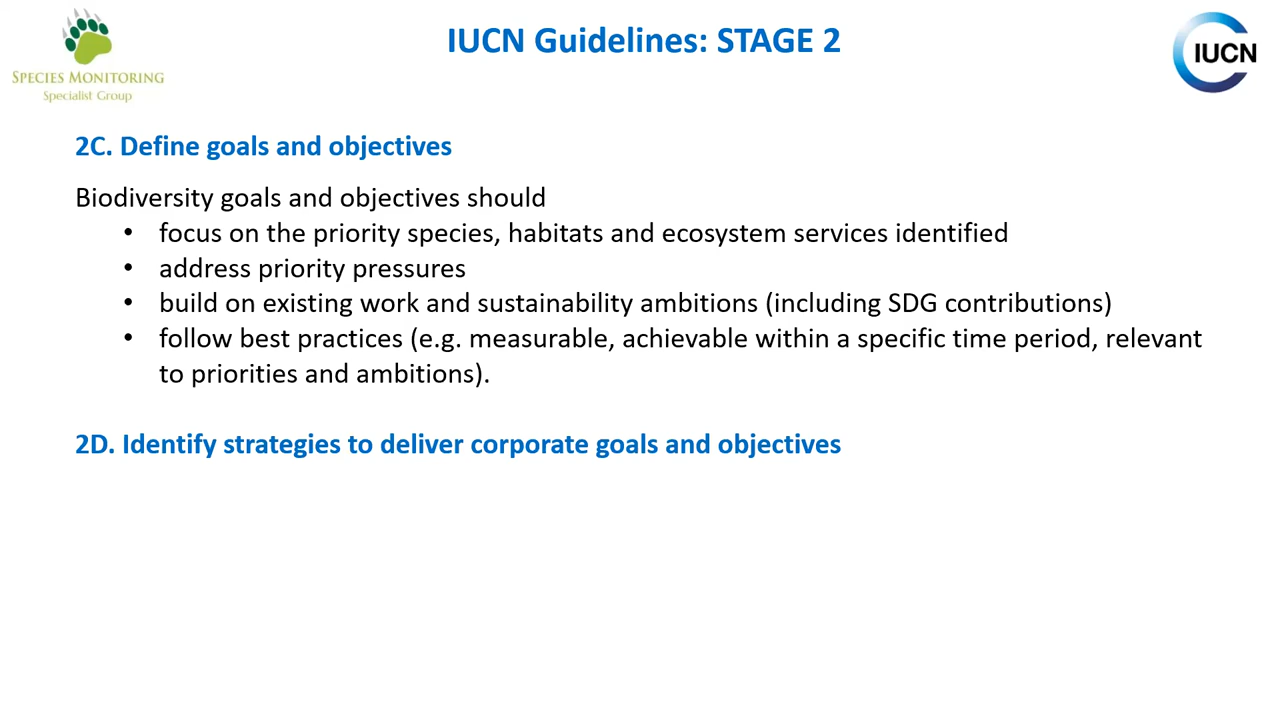 IUCN Guidelines: STAGE 2
SPECIES MONITORING
Specialist Group
IUCN
2C. Define goals and objectives
Biodiversity goals and objectives should
• focus on the priority species, habitats and ecosystem services identified
• address priority pressures
• build on existing work and sustainability ambitions (including SDG contributions)
• follow best practices (e.g. measurable, achievable within a specific time period, relevant
to priorities and ambitions).
2D. Identify strategies to deliver corporate goals and objectives